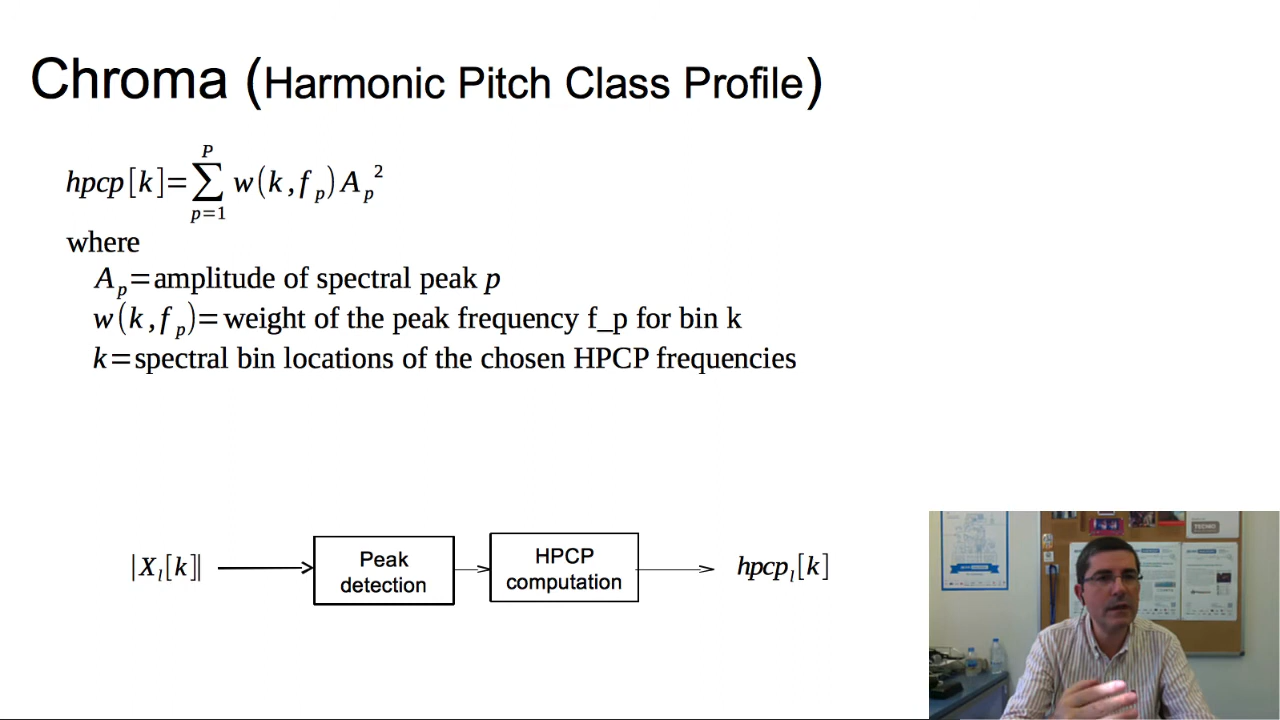 Chroma (Harmonic Pitch Class Profile)
hpcp[k]=∑_{p=1}^{P} w(k,f_p)A_p^2
where
A_p=amplitude of spectral peak p
w(k,f_p)=weight of the peak frequency f_p for bin k
k=spectral bin locations of the chosen HPCP frequencies
|X_l[k]|
Peak
detection
HPCP
computation
hpcp_l[k]